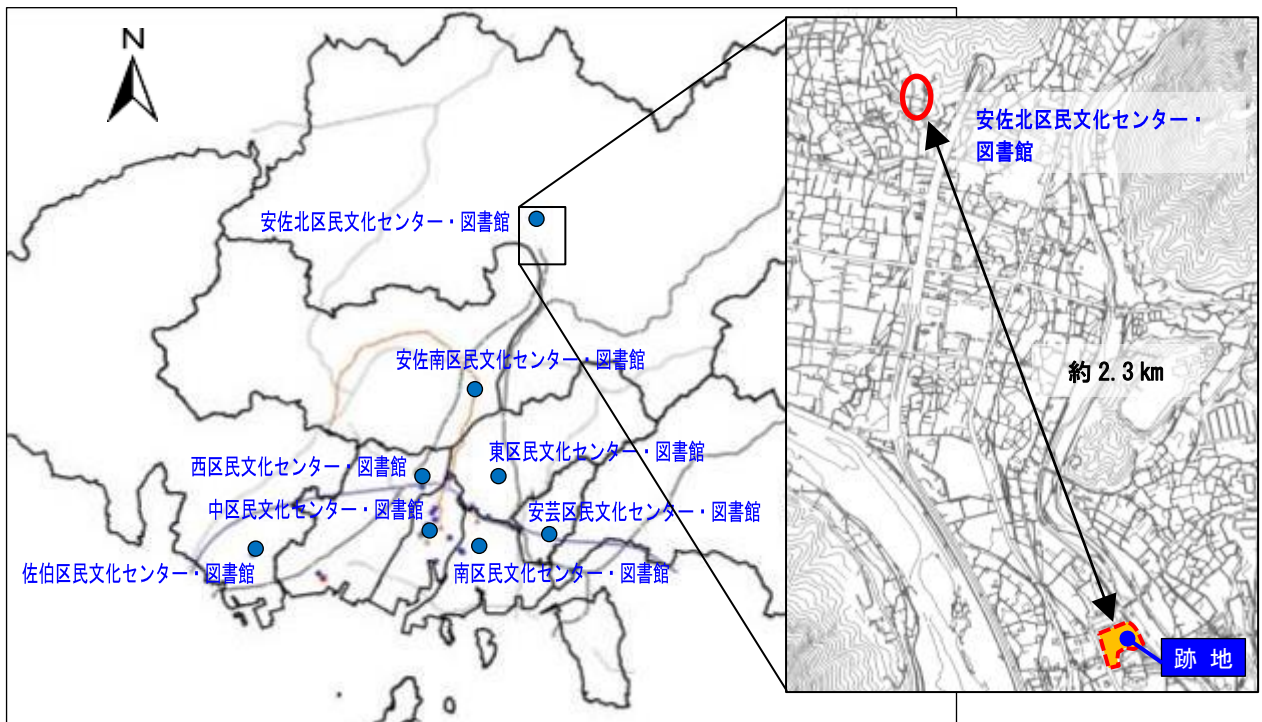 N
安佐北区民文化センター・
図書館
安佐北区民文化センター・図書館
安佐南区民文化センター・図書館
約 2.3 km
西区民文化センター・図書館
東区民文化センター・図書館
中区民文化センター・図書館
安芸区民文化センター・図書館
佐伯区民文化センター・図書館
南区民文化センター・図書館
跡 地